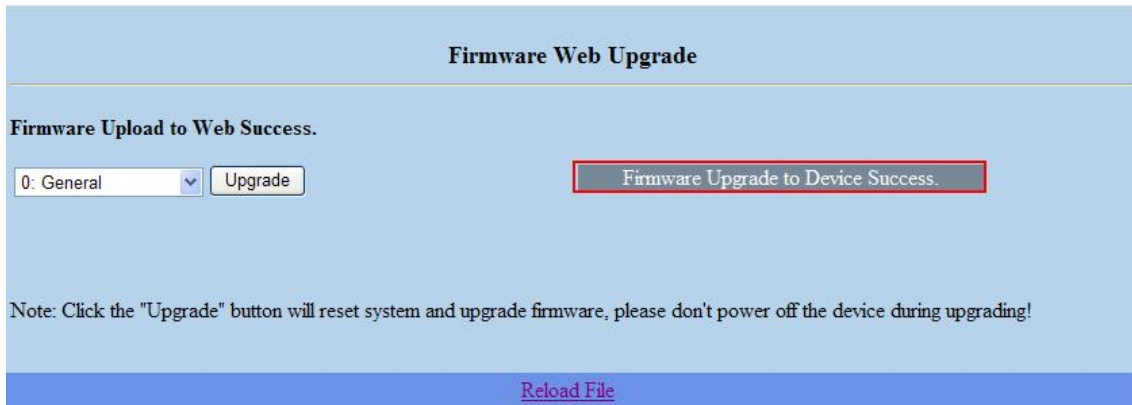 Firmware Web Upgrade
Firmware Upload to Web Success.
0: General Upgrade Firmware Upgrade to Device Success.
Note: Click the "Upgrade" button will reset system and upgrade firmware, please don't power off the device during upgrading!
Reload File